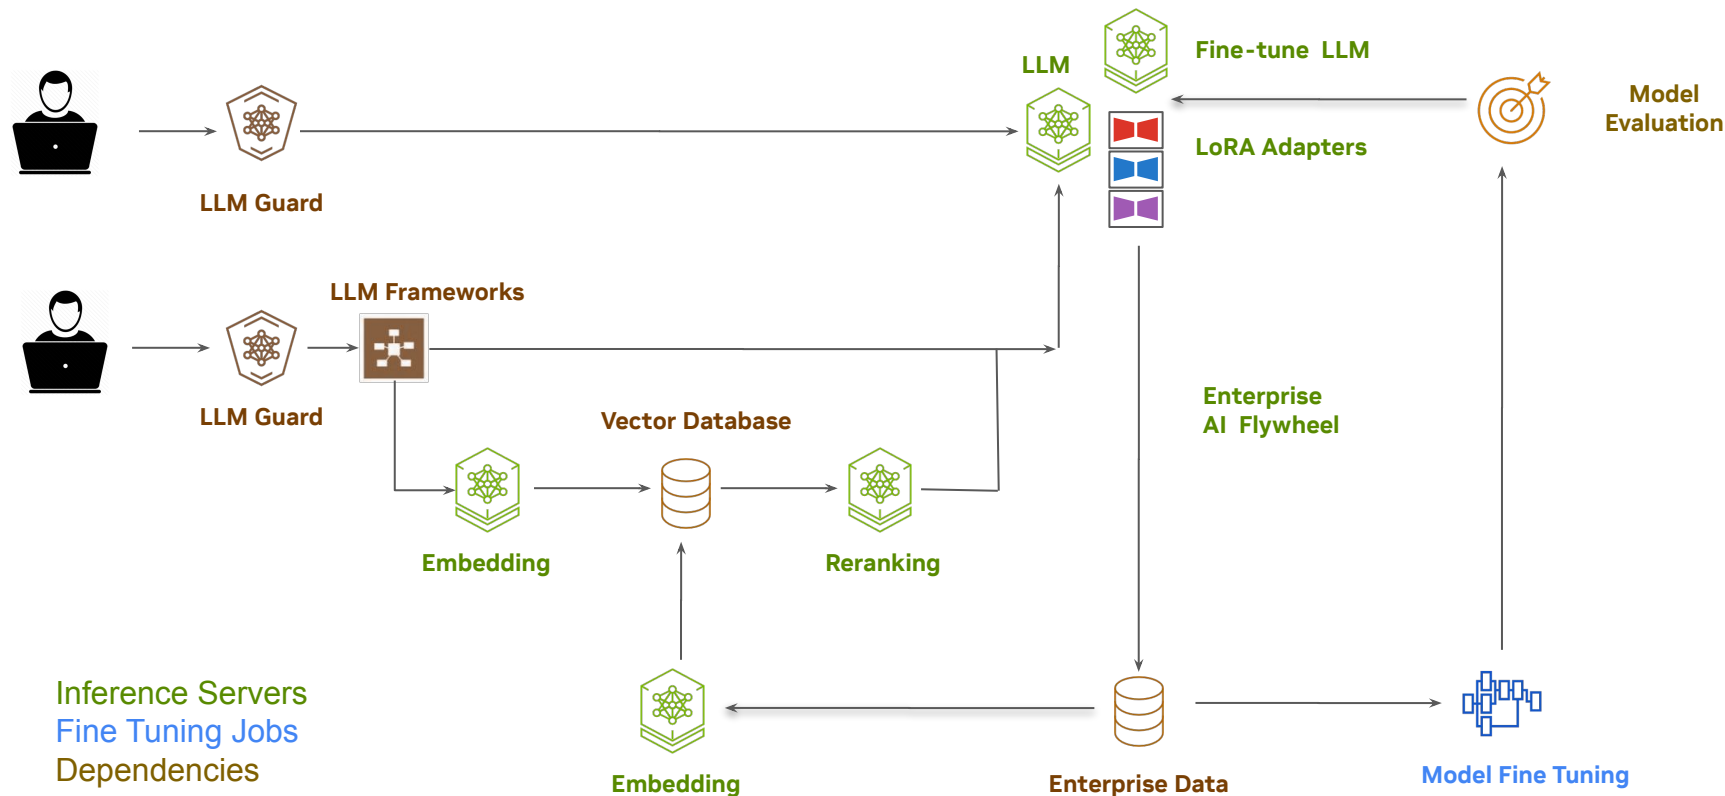 Fine-tune LLM
LLM
Model
Evaluation
LoRA Adapters
LLM Guard
LLM Frameworks
LLM Guard
Vector Database
Enterprise
AI Flywheel
Embedding
Reranking
Inference Servers
Fine Tuning Jobs
Dependencies
Embedding
Enterprise Data
Model Fine Tuning